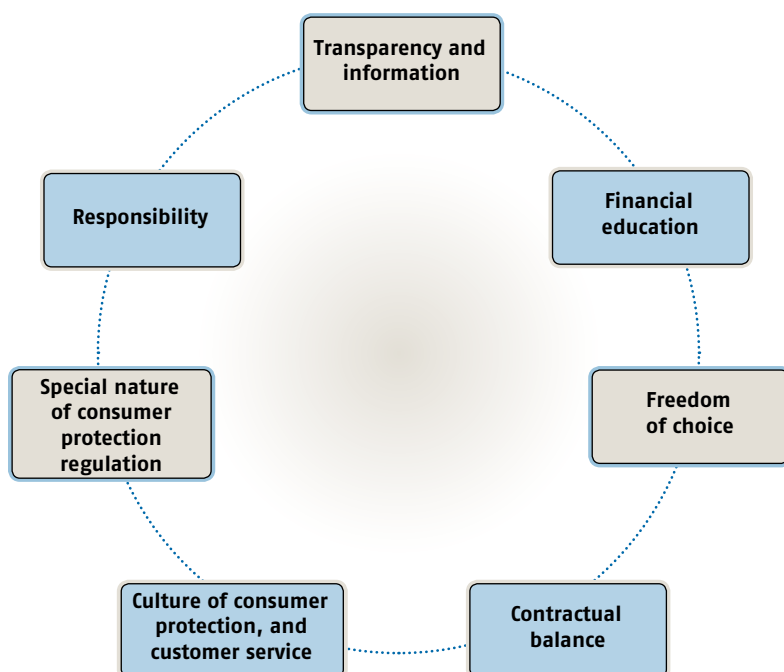 Transparency and
information
Financial
education
Freedom
of choice
Contractual
balance
Culture of consumer
protection, and
customer service
Special nature
of consumer
protection
regulation
Responsibility